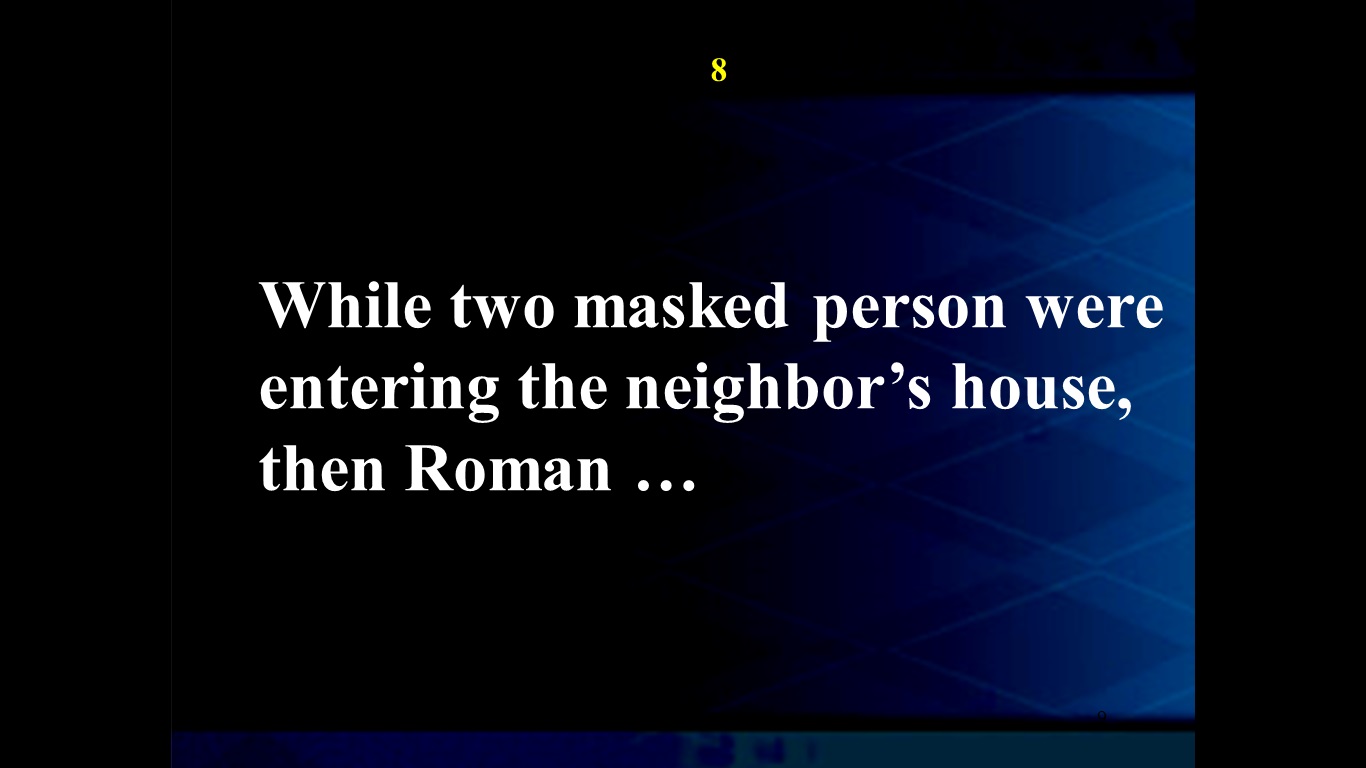 8
While two masked person were
entering the neighbor’s house,
then Roman …